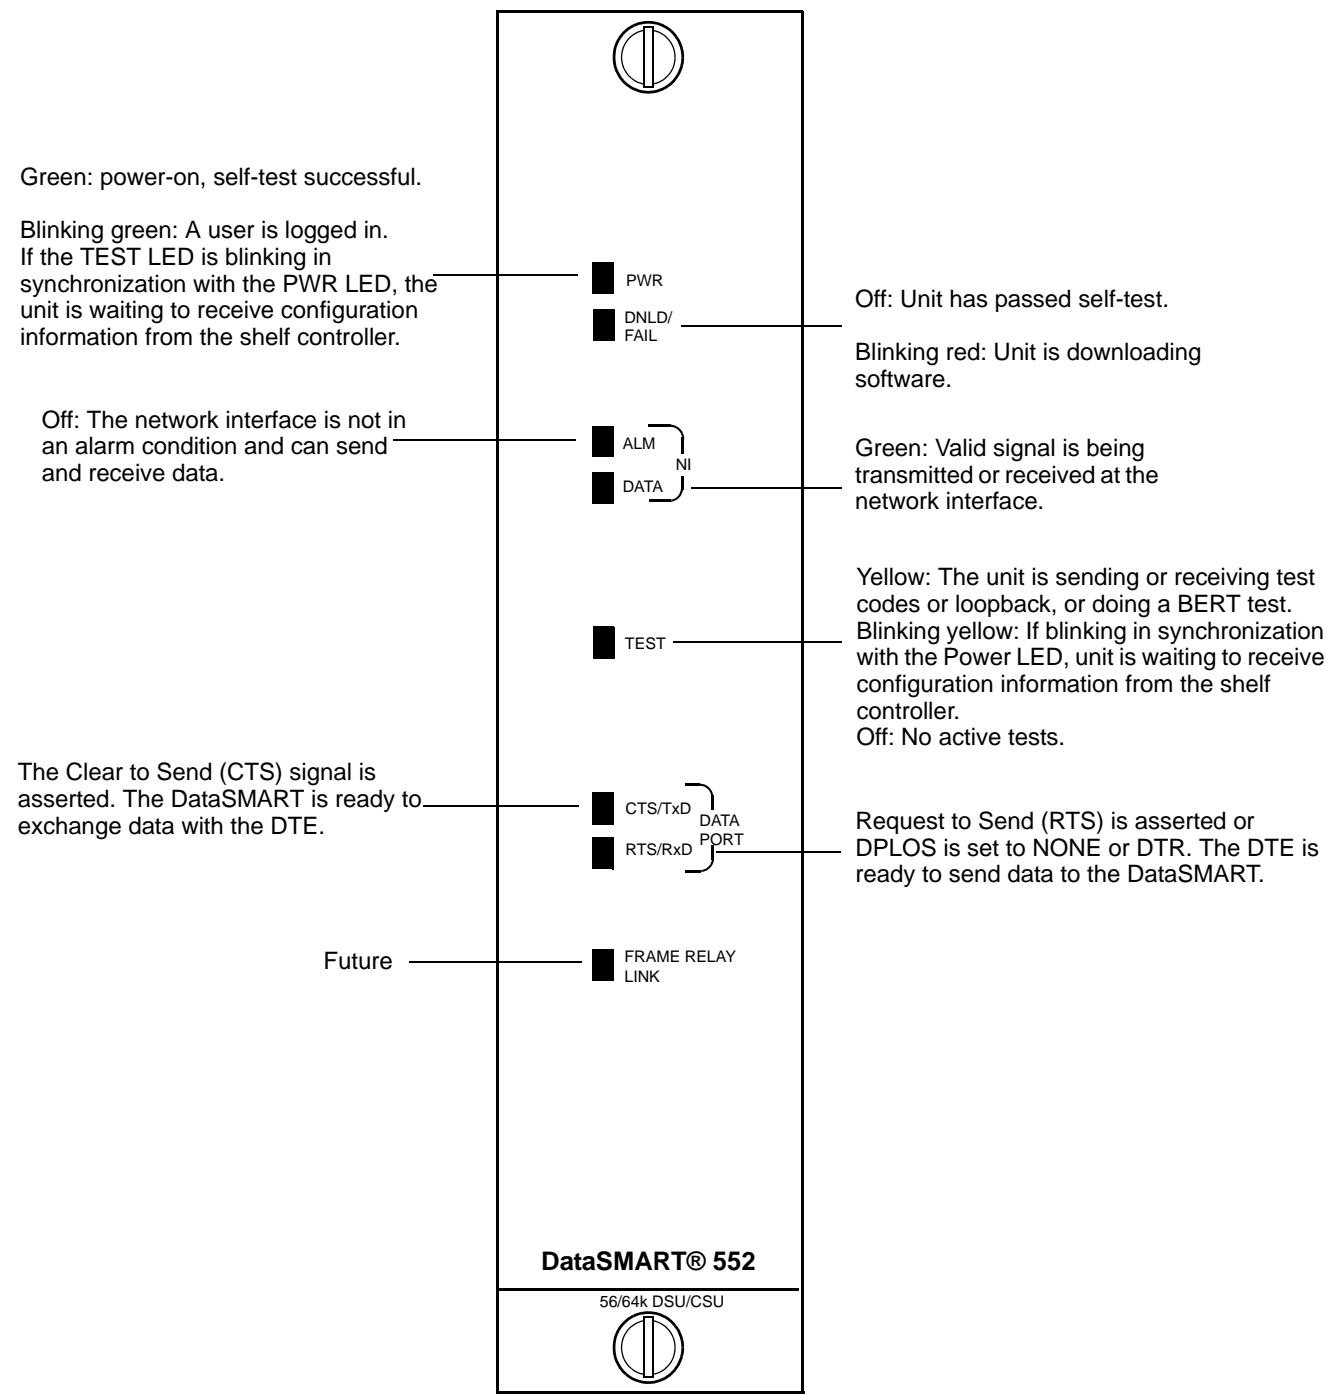 Green: power-on, self-test successful.
Blinking green: A user is logged in.
If the TEST LED is blinking in
synchronization with the PWR LED, the
unit is waiting to receive configuration
information from the shelf controller.
PWR
DNLD/
FAIL
Off: Unit has passed self-test.
Blinking red: Unit is downloading
software.
Off: The network interface is not in
an alarm condition and can send
and receive data.
ALM
NI
DATA
Green: Valid signal is being
transmitted or received at the
network interface.
TEST
Yellow: The unit is sending or receiving test
codes or loopback, or doing a BERT test.
Blinking yellow: If blinking in synchronization
with the Power LED, unit is waiting to receive
configuration information from the shelf
controller.
Off: No active tests.
The Clear to Send (CTS) signal is
asserted. The DataSMART is ready to
exchange data with the DTE.
CTS/TxD
DATA
PORT
RTS/RxD
Request to Send (RTS) is asserted or
DPLOS is set to NONE or DTR. The DTE is
ready to send data to the DataSMART.
Future
FRAME RELAY
LINK
DataSMART® 552
56/64k DSU/CSU